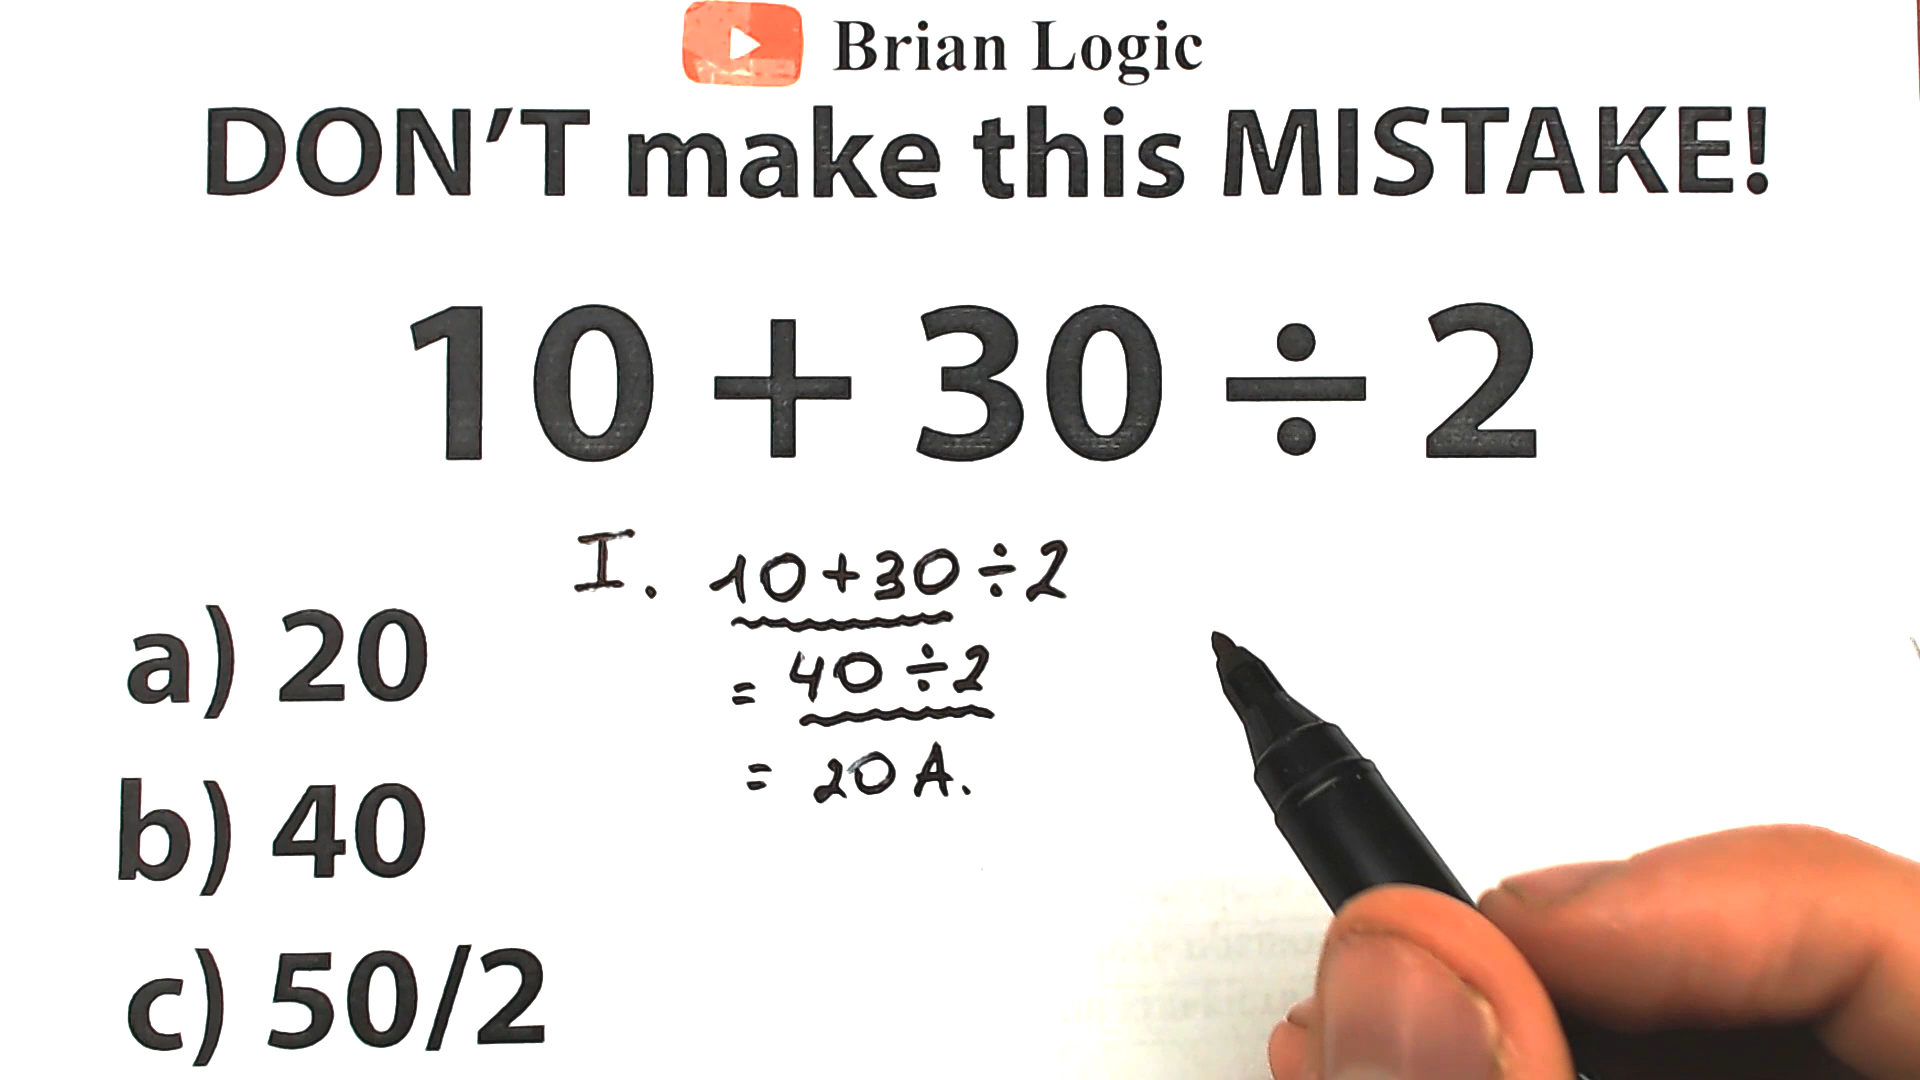 Brian Logic
DON'T make this MISTAKE!
10 + 30 ÷ 2
I. 10+30÷2
= 40÷2
= 20 A.
a) 20
b) 40
c) 50/2